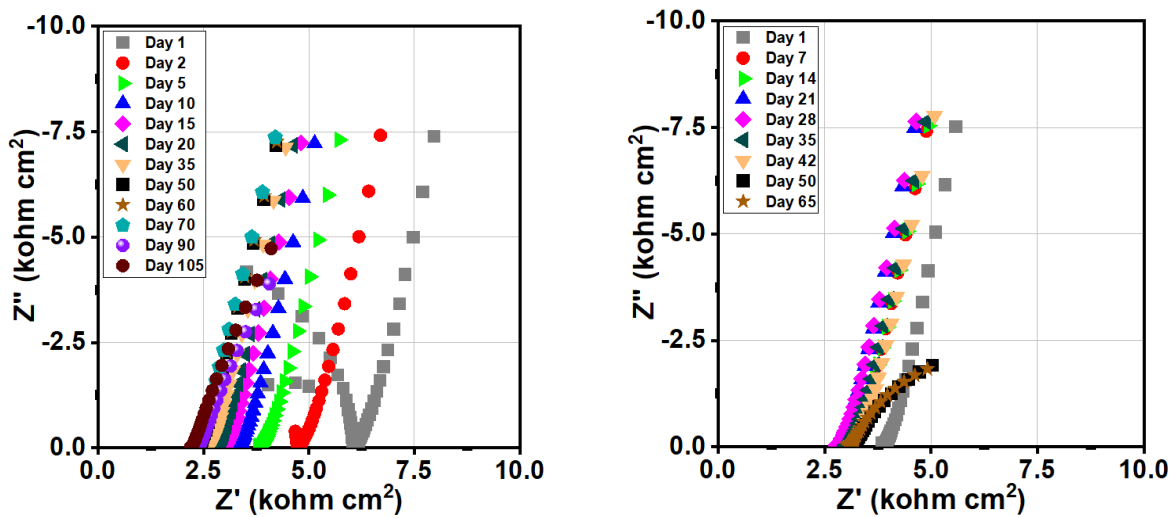 -10.0
-7.5
-5.0
-2.5
0.0
Z'' (kohm cm²)
Day 1
Day 2
Day 5
Day 10
Day 15
Day 20
Day 35
Day 50
Day 60
Day 70
Day 90
Day 105
0.0 2.5 5.0 7.5 10.0
Z' (kohm cm²)
-10.0
-7.5
-5.0
-2.5
0.0
Z'' (kohm cm²)
Day 1
Day 7
Day 14
Day 21
Day 28
Day 35
Day 42
Day 50
Day 65
0.0 2.5 5.0 7.5 10.0
Z' (kohm cm²)